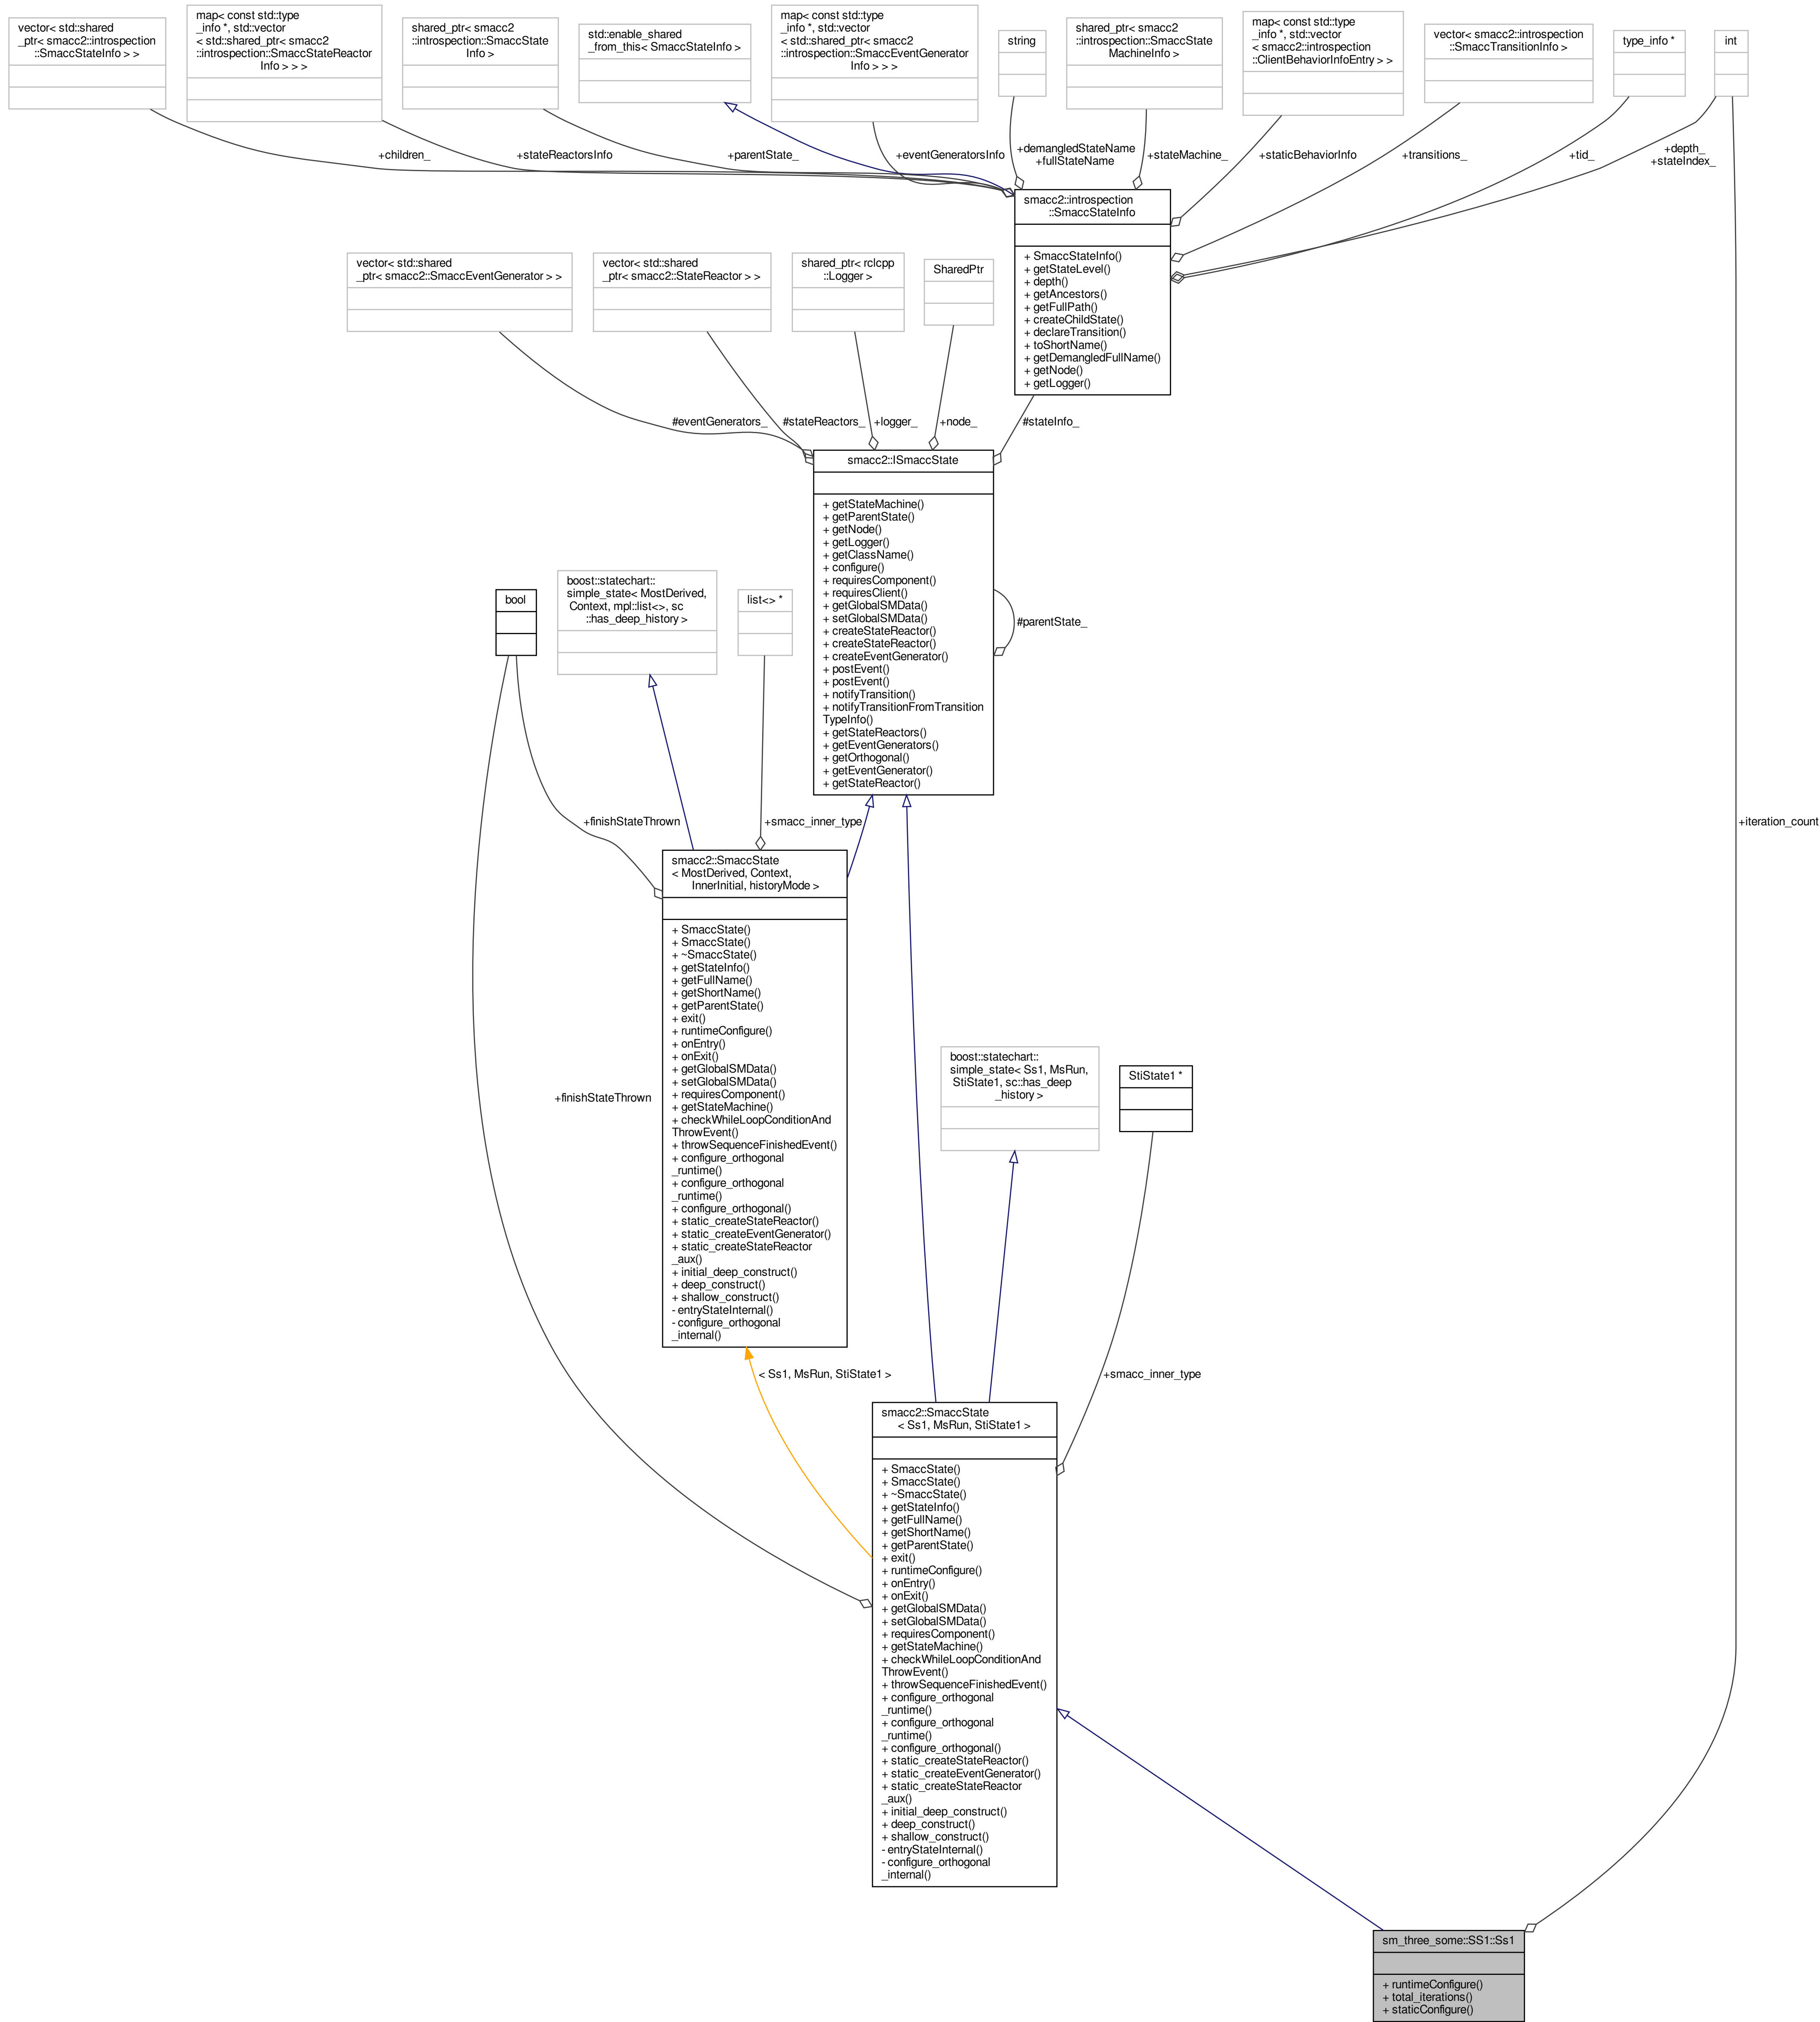 vector< std::shared
_ptr< smacc2::introspection
::SmaccStateInfo > >
map< const std::type
_info *, std::vector
< std::shared_ptr< smacc2
::introspection::SmaccStateReactor
Info > > >
shared_ptr< smacc2
::introspection::SmaccState
Info >
std::enable_shared
_from_this< SmaccStateInfo >
map< const std::type
_info *, std::vector
< std::shared_ptr< smacc2
::introspection::SmaccEventGenerator
Info > > >
string
shared_ptr< smacc2
::introspection::SmaccState
MachineInfo >
map< const std::type
_info *, std::vector
< smacc2::introspection
::ClientBehaviorInfoEntry > >
vector< smacc2::introspection
::SmaccTransitionInfo >
type_info *
int
+children_
+stateReactorsInfo
+parentState_
+eventGeneratorsInfo
+demangledStateName
+fullStateName
+stateMachine_
+staticBehaviorInfo
+transitions_
+tid_
+depth_
+stateIndex_
smacc2::introspection
::SmaccStateInfo
+ SmaccStateInfo()
+ getStateLevel()
+ depth()
+ getAncestors()
+ getFullPath()
+ createChildState()
+ declareTransition()
+ toShortName()
+ getDemangledFullName()
+ getNode()
+ getLogger()
vector< std::shared
_ptr< smacc2::SmaccEventGenerator > >
vector< std::shared
_ptr< smacc2::StateReactor > >
shared_ptr< rclcpp
::Logger >
SharedPtr
#eventGenerators_
#stateReactors_
+logger_
+node_
#stateInfo_
smacc2::ISmaccState
+ getStateMachine()
+ getParentState()
+ getNode()
+ getLogger()
+ getClassName()
+ configure()
+ requiresComponent()
+ requiresClient()
+ getGlobalSMData()
+ setGlobalSMData()
+ createStateReactor()
+ createStateReactor()
+ createEventGenerator()
+ postEvent()
+ postEvent()
+ notifyTransition()
+ notifyTransitionFromTransition
TypeInfo()
+ getStateReactors()
+ getEventGenerators()
+ getOrthogonal()
+ getEventGenerator()
+ getStateReactor()
#parentState_
bool
boost::statechart::
simple_state< MostDerived,
Context, mpl::list<>, sc
::has_deep_history >
list<> *
+finishStateThrown
+smacc_inner_type
+iteration_count
smacc2::SmaccState
< MostDerived, Context,
InnerInitial, historyMode >
+ SmaccState()
+ SmaccState()
+ ~SmaccState()
+ getStateInfo()
+ getFullName()
+ getShortName()
+ getParentState()
+ exit()
+ runtimeConfigure()
+ onEntry()
+ onExit()
+ getGlobalSMData()
+ setGlobalSMData()
+ requiresComponent()
+ getStateMachine()
+ checkWhileLoopConditionAnd
ThrowEvent()
+ throwSequenceFinishedEvent()
+ configure_orthogonal
_runtime()
+ configure_orthogonal
_runtime()
+ configure_orthogonal()
+ static_createStateReactor()
+ static_createEventGenerator()
+ static_createStateReactor
_aux()
+ initial_deep_construct()
+ deep_construct()
+ shallow_construct()
- entryStateInternal()
- configure_orthogonal
_internal()
+finishStateThrown
boost::statechart::
simple_state< Ss1, MsRun,
StiState1, sc::has_deep
_history >
StiState1 *
< Ss1, MsRun, StiState1 >
+smacc_inner_type
smacc2::SmaccState
< Ss1, MsRun, StiState1 >
+ SmaccState()
+ SmaccState()
+ ~SmaccState()
+ getStateInfo()
+ getFullName()
+ getShortName()
+ getParentState()
+ exit()
+ runtimeConfigure()
+ onEntry()
+ onExit()
+ getGlobalSMData()
+ setGlobalSMData()
+ requiresComponent()
+ getStateMachine()
+ checkWhileLoopConditionAnd
ThrowEvent()
+ throwSequenceFinishedEvent()
+ configure_orthogonal
_runtime()
+ configure_orthogonal
_runtime()
+ configure_orthogonal()
+ static_createStateReactor()
+ static_createEventGenerator()
+ static_createStateReactor
_aux()
+ initial_deep_construct()
+ deep_construct()
+ shallow_construct()
- entryStateInternal()
- configure_orthogonal
_internal()
sm_three_some::SS1::Ss1
+ runtimeConfigure()
+ total_iterations()
+ staticConfigure()